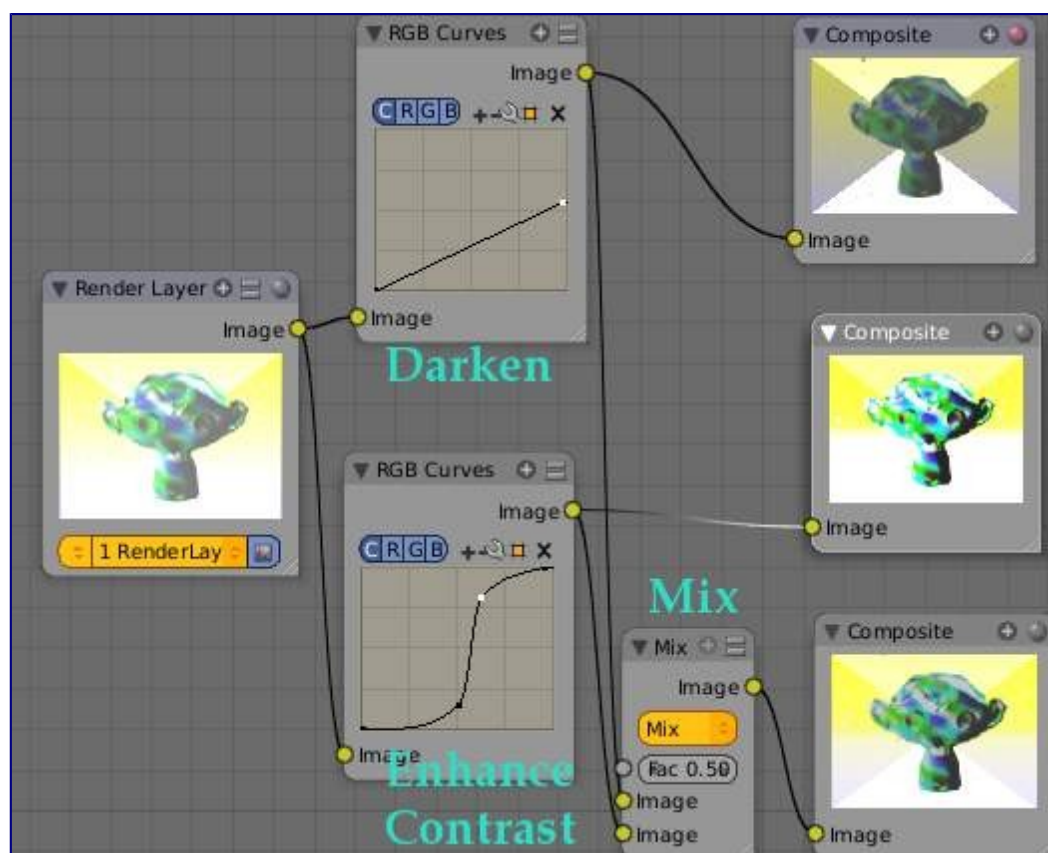 RGB Curves
Image
C R G B
Image
Darken
Composite
Image
Render Layer
Image
1 RenderLay
RGB Curves
Image
C R G B
Image
Enhance
Contrast
Composite
Image
Mix
Mix
Image
Mix
Fac 0.50
Image
Image
Composite
Image